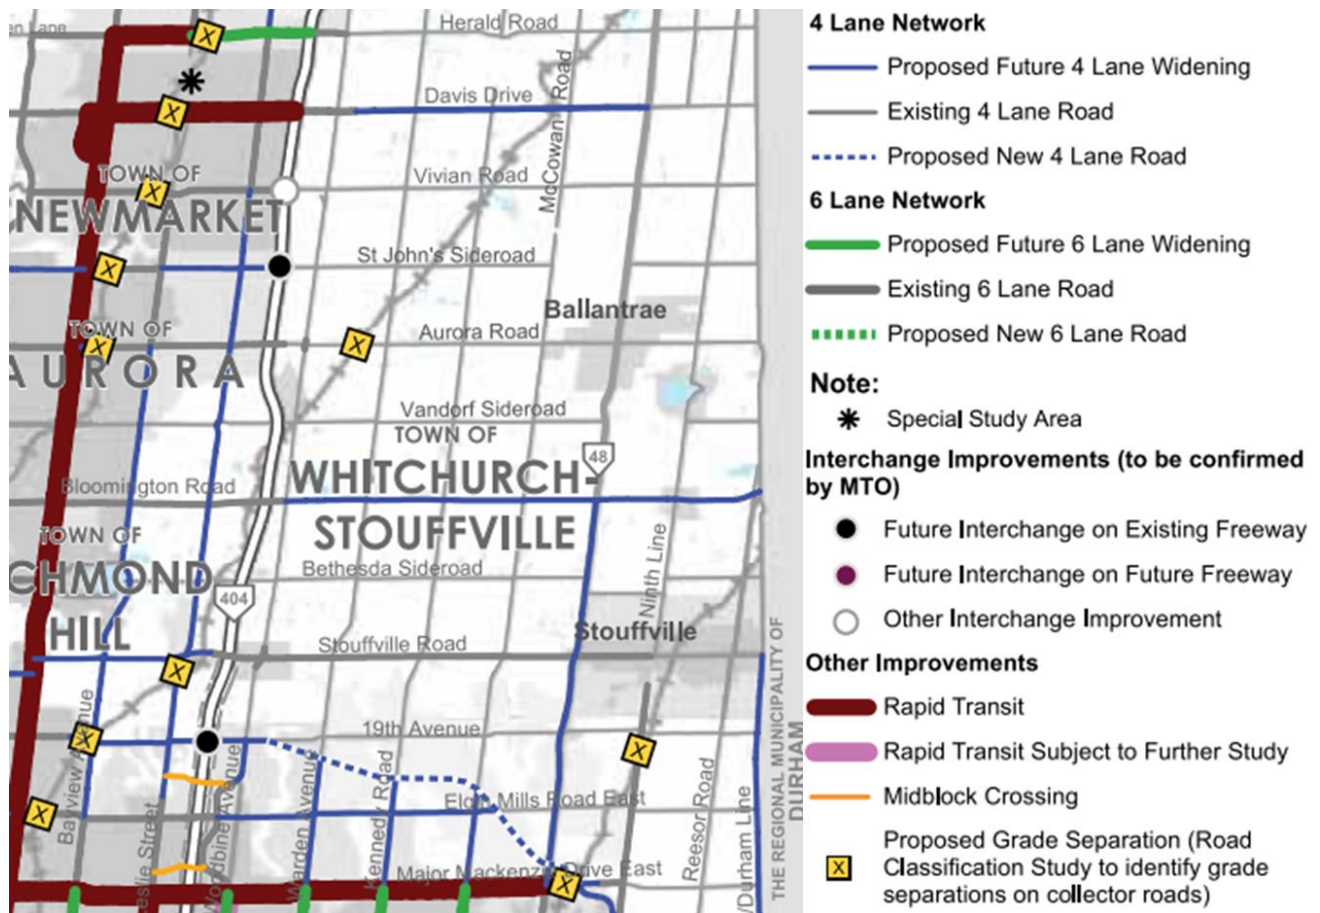 en Lane
Herald Road
Davis Drive
McCowan Road
TOWN OF
NEWMARKET
Vivian Road
St John's Sideroad
Ballantrae
TOWN OF
AURORA
Aurora Road
Vandorf Sideroad
TOWN OF
WHITCHURCH-
STOUFFVILLE
48
Bloomington Road
TOWN OF
CHMOND
HILL
404
Bethesda Sideroad
Ninth Line
Stouffville
Stouffville Road
19th Avenue
Bayview Avenue
Leslie Street
Woodbine Avenue
Warden Avenue
Kennedy Road
Elgin Mills Road East
Major Mackenzie Drive East
Reesor Road
/Durham Line
THE REGIONAL MUNICIPALITY OF
DURHAM
X
X
X
X
X
X
X
X
X
X
X
4 Lane Network
Proposed Future 4 Lane Widening
Existing 4 Lane Road
Proposed New 4 Lane Road
6 Lane Network
Proposed Future 6 Lane Widening
Existing 6 Lane Road
Proposed New 6 Lane Road
Note:
Special Study Area
Interchange Improvements (to be confirmed
by MTO)
Future Interchange on Existing Freeway
Future Interchange on Future Freeway
Other Interchange Improvement
Other Improvements
Rapid Transit
Rapid Transit Subject to Further Study
Midblock Crossing
X
Proposed Grade Separation (Road
Classification Study to identify grade
separations on collector roads)